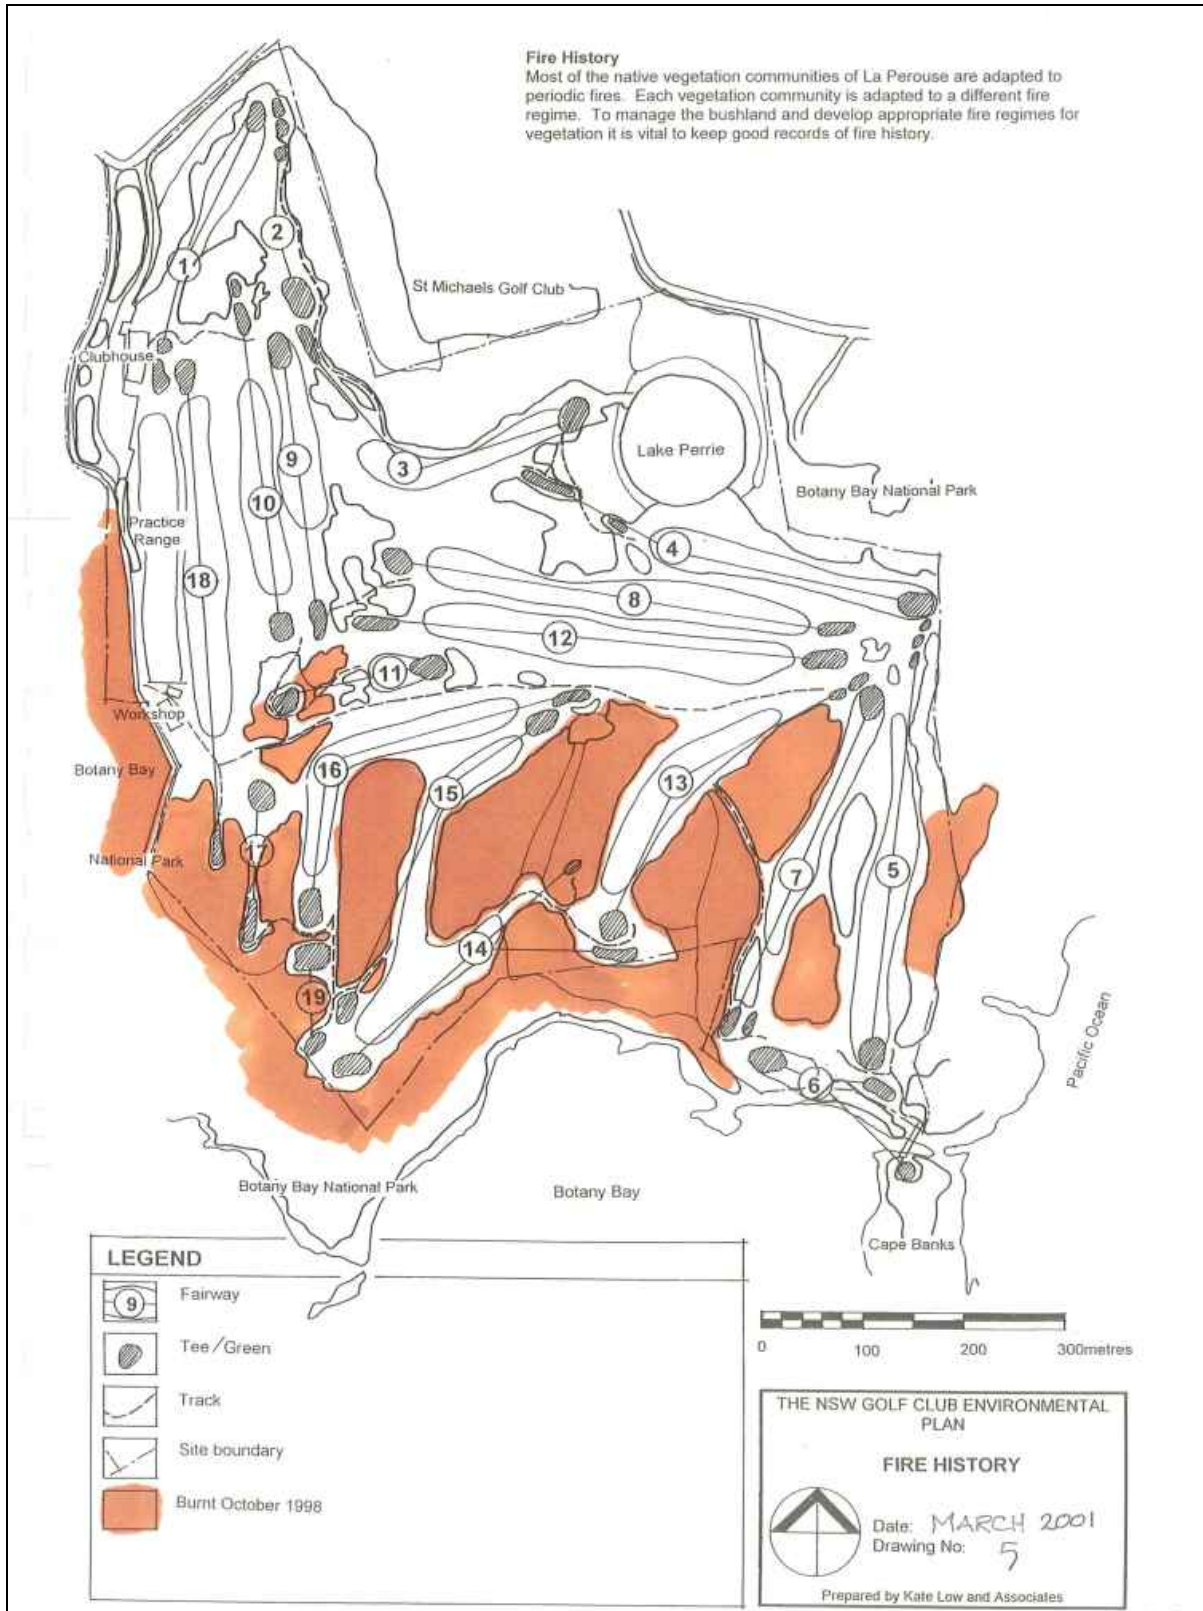 Fire History
Most of the native vegetation communities of La Perouse are adapted to
periodic fires. Each vegetation community is adapted to a different fire
regime. To manage the bushland and develop appropriate fire regimes for
vegetation it is vital to keep good records of fire history.
2
1
St Michaels Golf Club
Clubhouse
9
3
Lake Perrie
10
Botany Bay National Park
Practice
Range
4
18
8
12
11
Workshop
Botany Bay
National Park
16
15
13
17
7
5
14
19
Pacific Ocean
6
Botany Bay National Park
Botany Bay
Cape Banks
LEGEND
9 Fairway
Tee/Green
Track
Site boundary
Burnt October 1998
0 100 200 300metres
THE NSW GOLF CLUB ENVIRONMENTAL
PLAN
FIRE HISTORY
Date: MARCH 2001
Drawing No: 5
Prepared by Kate Low and Associates